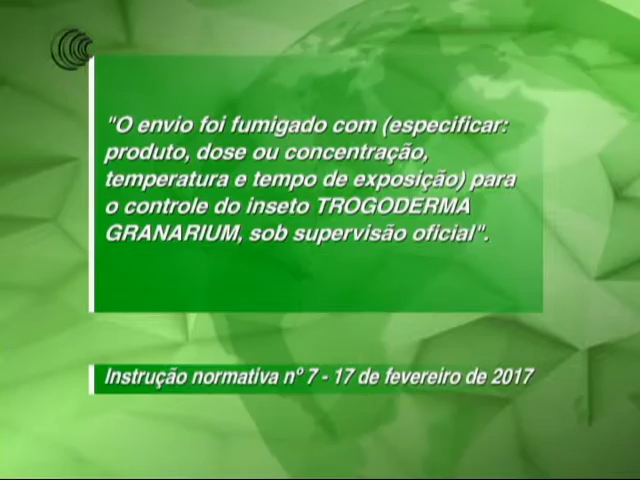 "O envio foi fumigado com (especificar:
produto, dose ou concentração,
temperatura e tempo de exposição) para
o controle do inseto TROGODERMA
GRANARIUM, sob supervisão oficial".
Instrução normativa nº 7 - 17 de fevereiro de 2017